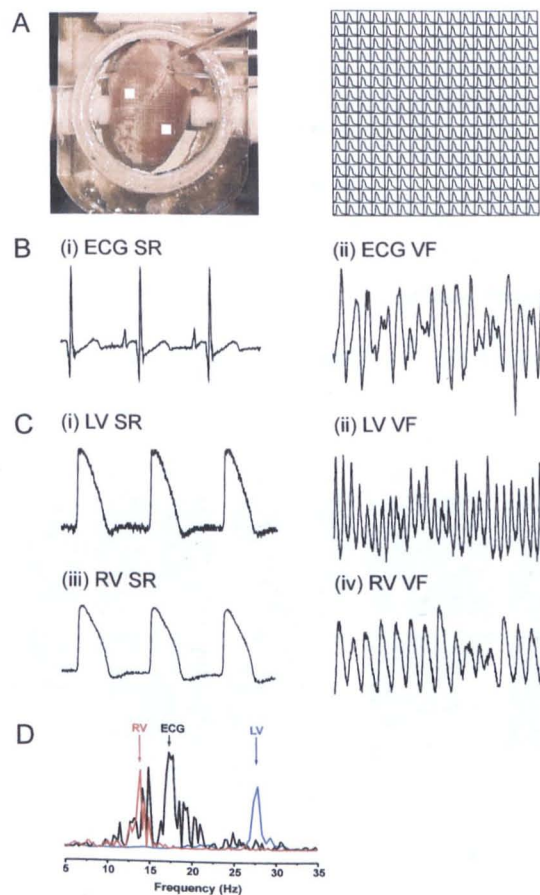 A
B
(i) ECG SR
(ii) ECG VF
C
(i) LV SR
(ii) LV VF
(iii) RV SR
(iv) RV VF
D
RV
ECG
LV
5
10
15
20
25
30
35
Frequency (Hz)